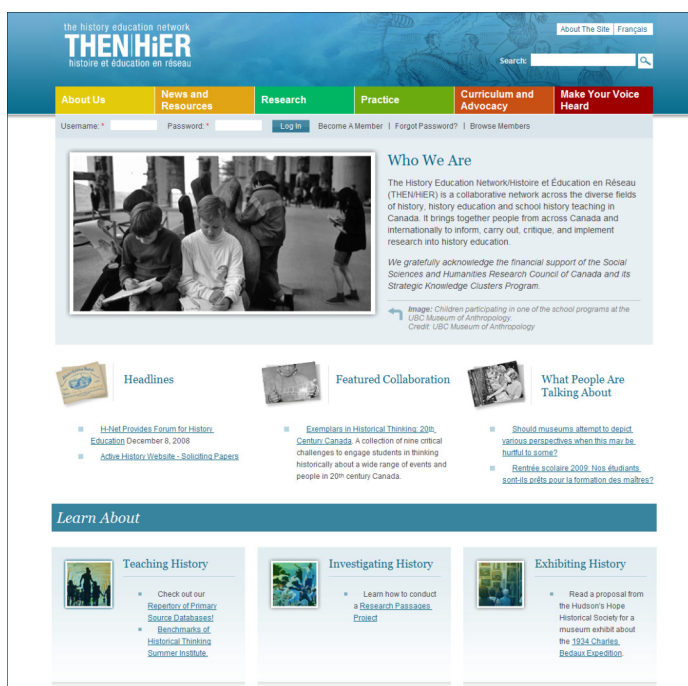 the history education network
THEN|HiER
histoire et éducation en réseau
About The Site | Français
Search:
About Us
News and
Resources
Research
Practice
Curriculum and
Advocacy
Make Your Voice
Heard
Username: *
Password: *
Log In
Become A Member | Forgot Password? | Browse Members
Who We Are
The History Education Network/Histoire et Éducation en Réseau
(THEN/HiER) is a collaborative network across the diverse fields
of history, history education and school history teaching in
Canada. It brings together people from across Canada and
internationally to inform, carry out, critique, and implement
research into history education.
We gratefully acknowledge the financial support of the Social
Sciences and Humanities Research Council of Canada and its
Strategic Knowledge Clusters Program.
Image: Children participating in one of the school programs at the
UBC Museum of Anthropology.
Credit: UBC Museum of Anthropology
Headlines
H-Net Provides Forum for History
Education December 8, 2008
Active History Website - Soliciting Papers
Featured Collaboration
Exemplars in Historical Thinking: 20th
Century Canada. A collection of nine critical
challenges to engage students in thinking
historically about a wide range of events and
people in 20th century Canada.
What People Are
Talking About
Should museums attempt to depict
various perspectives when this may be
hurtful to some?
Rentrée scolaire 2009: Nos étudiants
sont-ils prêts pour la formation des maîtres?
Learn About
Teaching History
Check out our
Repertory of Primary
Source Databases!
Benchmarks of
Historical Thinking
Summer Institute.
Investigating History
Learn how to conduct
a Research Passages
Project
Exhibiting History
Read a proposal from
the Hudson's Hope
Historical Society for a
museum exhibit about
the 1934 Charles
Bedaux Expedition.